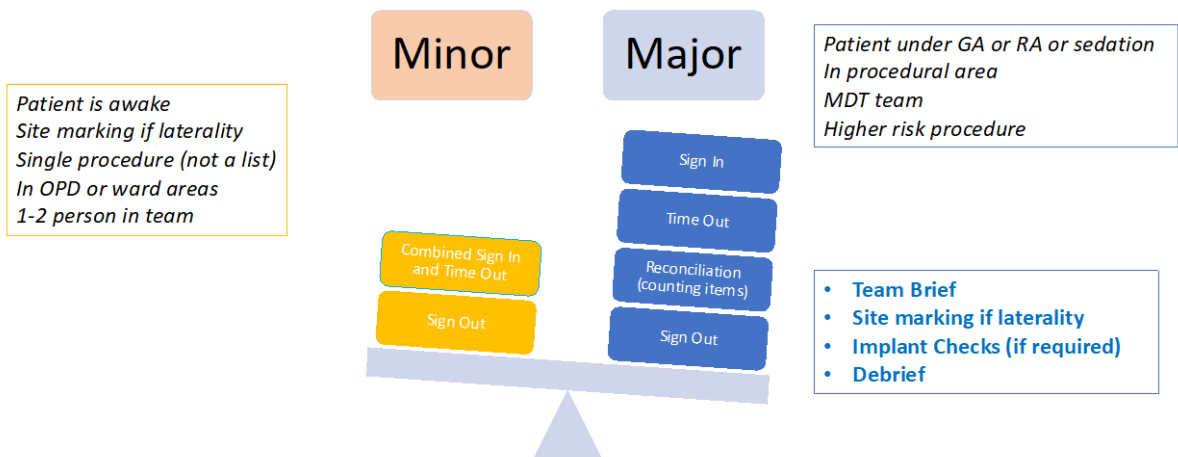 Minor
Major
Patient is awake
Site marking if laterality
Single procedure (not a list)
In OPD or ward areas
1-2 person in team
Patient under GA or RA or sedation
In procedural area
MDT team
Higher risk procedure
Combined Sign In
and Time Out
Sign Out
Sign In
Time Out
Reconciliation
(counting items)
Sign Out
• Team Brief
• Site marking if laterality
• Implant Checks (if required)
• Debrief